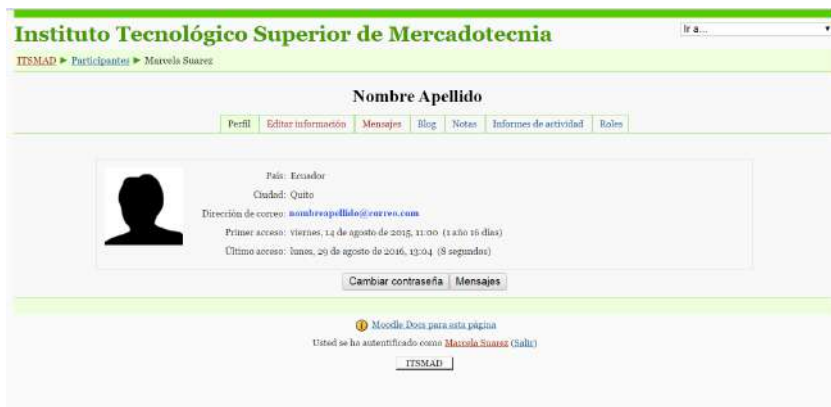 Instituto Tecnológico Superior de Mercadotecnia
Ir a...
ITSMAD ► Participantes ► Marcela Suarez
Nombre Apellido
Perfil Editar información Mensajes Blog Notas Informes de actividad Roles
País: Ecuador
Ciudad: Quito
Dirección de correo: nombreapellido@correo.com
Primer acceso: viernes, 14 de agosto de 2015, 11:00 (1 año 16 días)
Último acceso: lunes, 29 de agosto de 2016, 13:04 (8 segundos)
Cambiar contraseña Mensajes
Moodle Docs para esta página
Usted se ha autentificado como Marcela Suarez (Salir)
ITSMAD